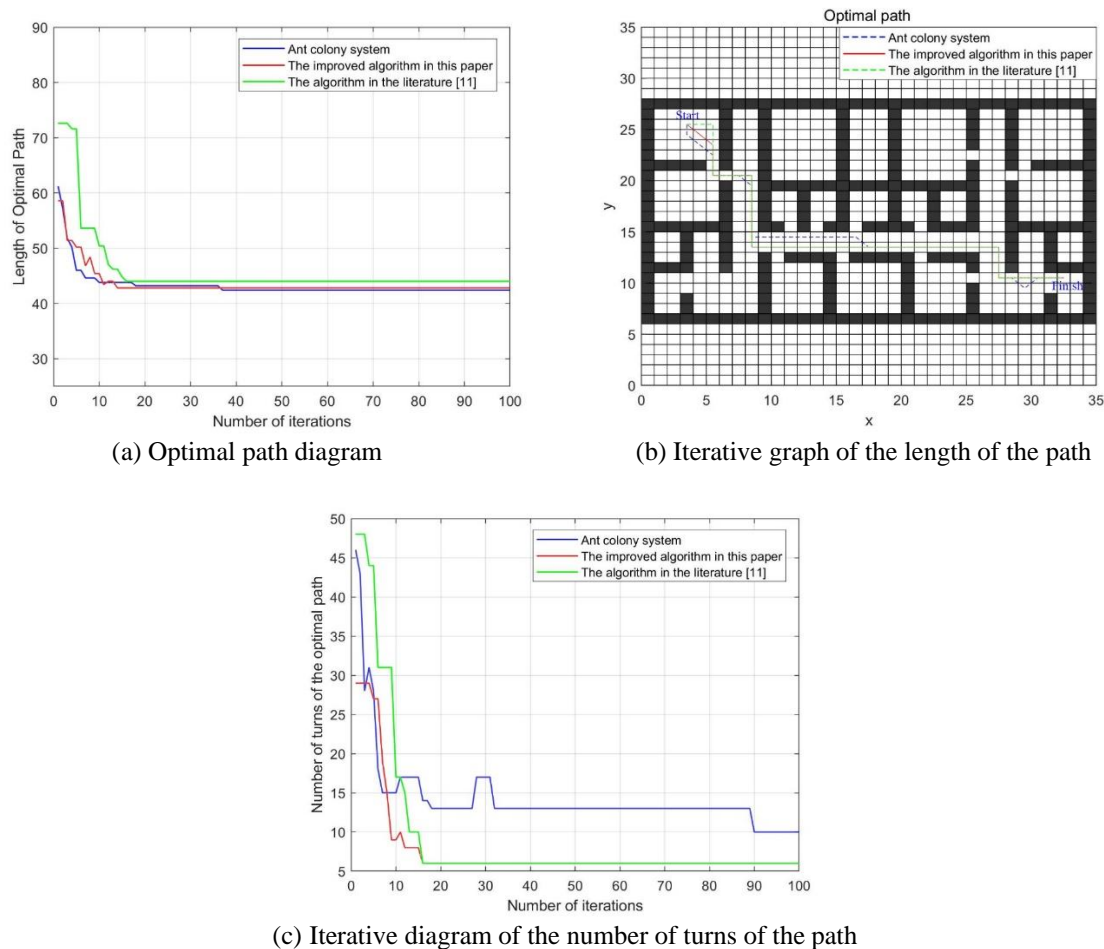 90
80
70
60
50
40
30
Length of Optimal Path
Ant colony system
The improved algorithm in this paper
The algorithm in the literature [11]
0 10 20 30 40 50 60 70 80 90 100
Number of iterations
(a) Optimal path diagram
Optimal path
35
30
25
20
15
10
5
0
y
Ant colony system
The improved algorithm in this paper
The algorithm in the literature [11]
Start
Finish
0 5 10 15 20 25 30 35
x
(b) Iterative graph of the length of the path
50
45
40
35
30
25
20
15
10
5
Number of turns of the optimal path
Ant colony system
The improved algorithm in this paper
The algorithm in the literature [11]
0 10 20 30 40 50 60 70 80 90 100
Number of iterations
(c) Iterative diagram of the number of turns of the path